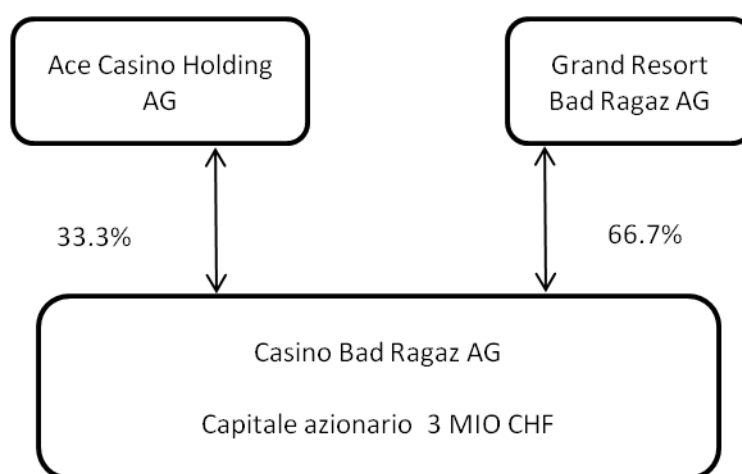 Ace Casino Holding
AG
Grand Resort
Bad Ragaz AG
33.3%
66.7%
Casino Bad Ragaz AG
Capitale azionario 3 MIO CHF